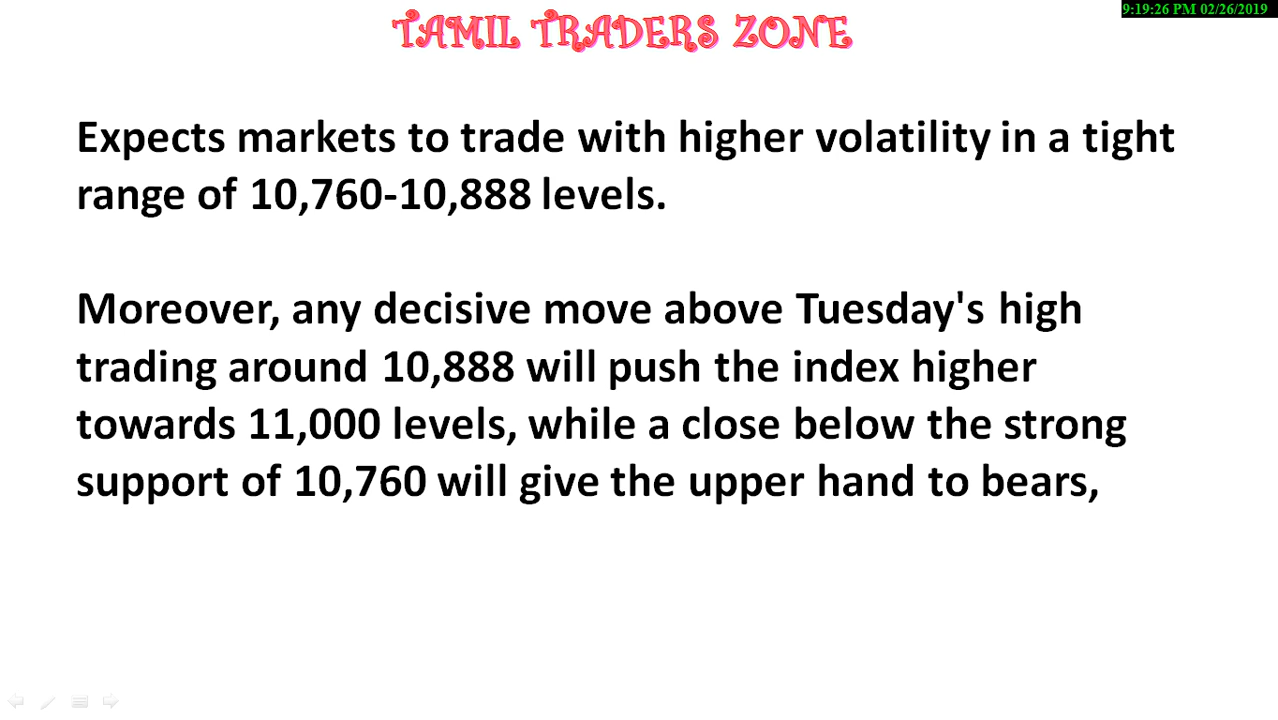 9:19:26 PM 02/26/2019
TAMIL TRADERS ZONE
Expects markets to trade with higher volatility in a tight
range of 10,760-10,888 levels.
Moreover, any decisive move above Tuesday's high
trading around 10,888 will push the index higher
towards 11,000 levels, while a close below the strong
support of 10,760 will give the upper hand to bears,